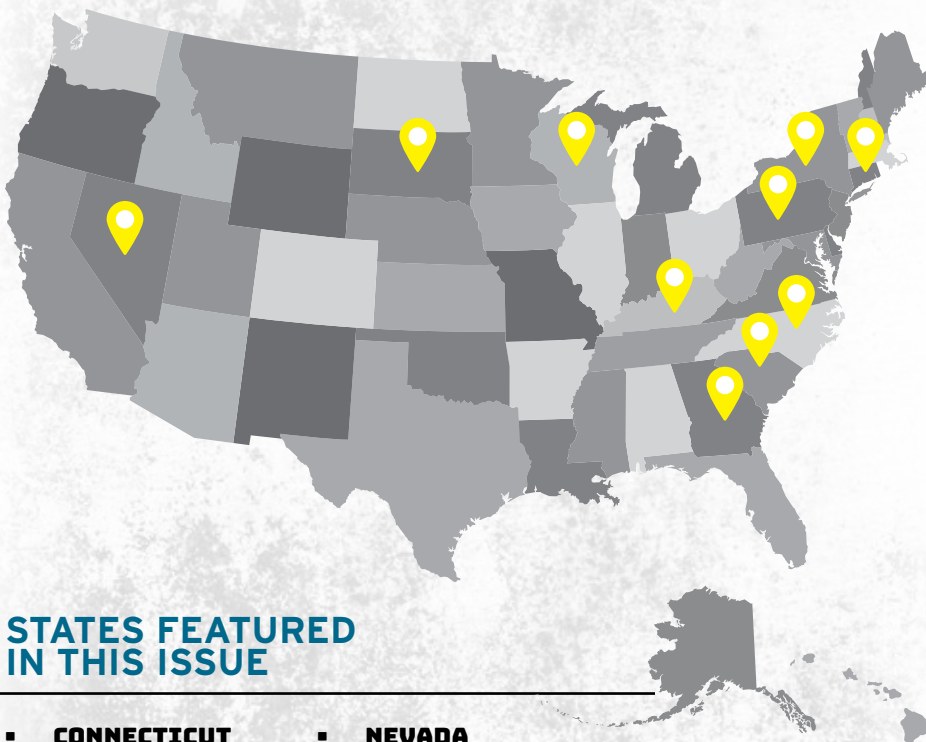 STATES FEATURED
IN THIS ISSUE
▪ CONNECTICUT
▪ NEVADA